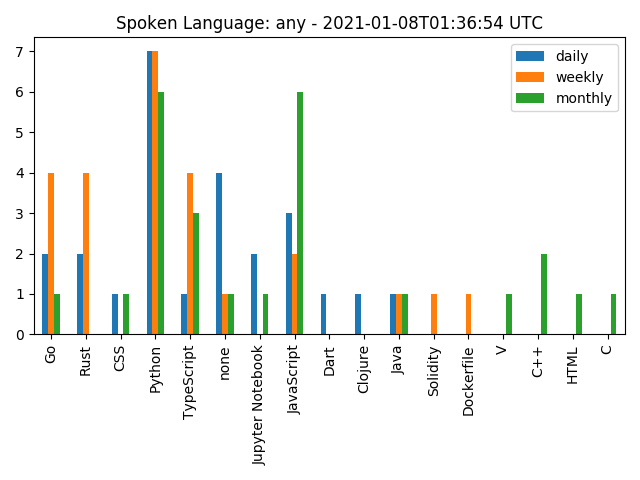 Spoken Language: any - 2021-01-08T01:36:54 UTC
daily
weekly
monthly
7
6
5
4
3
2
1
0
Go
Rust
CSS
Python
TypeScript
none
Jupyter Notebook
JavaScript
Dart
Clojure
Java
Solidity
Dockerfile
V
C++
HTML
C